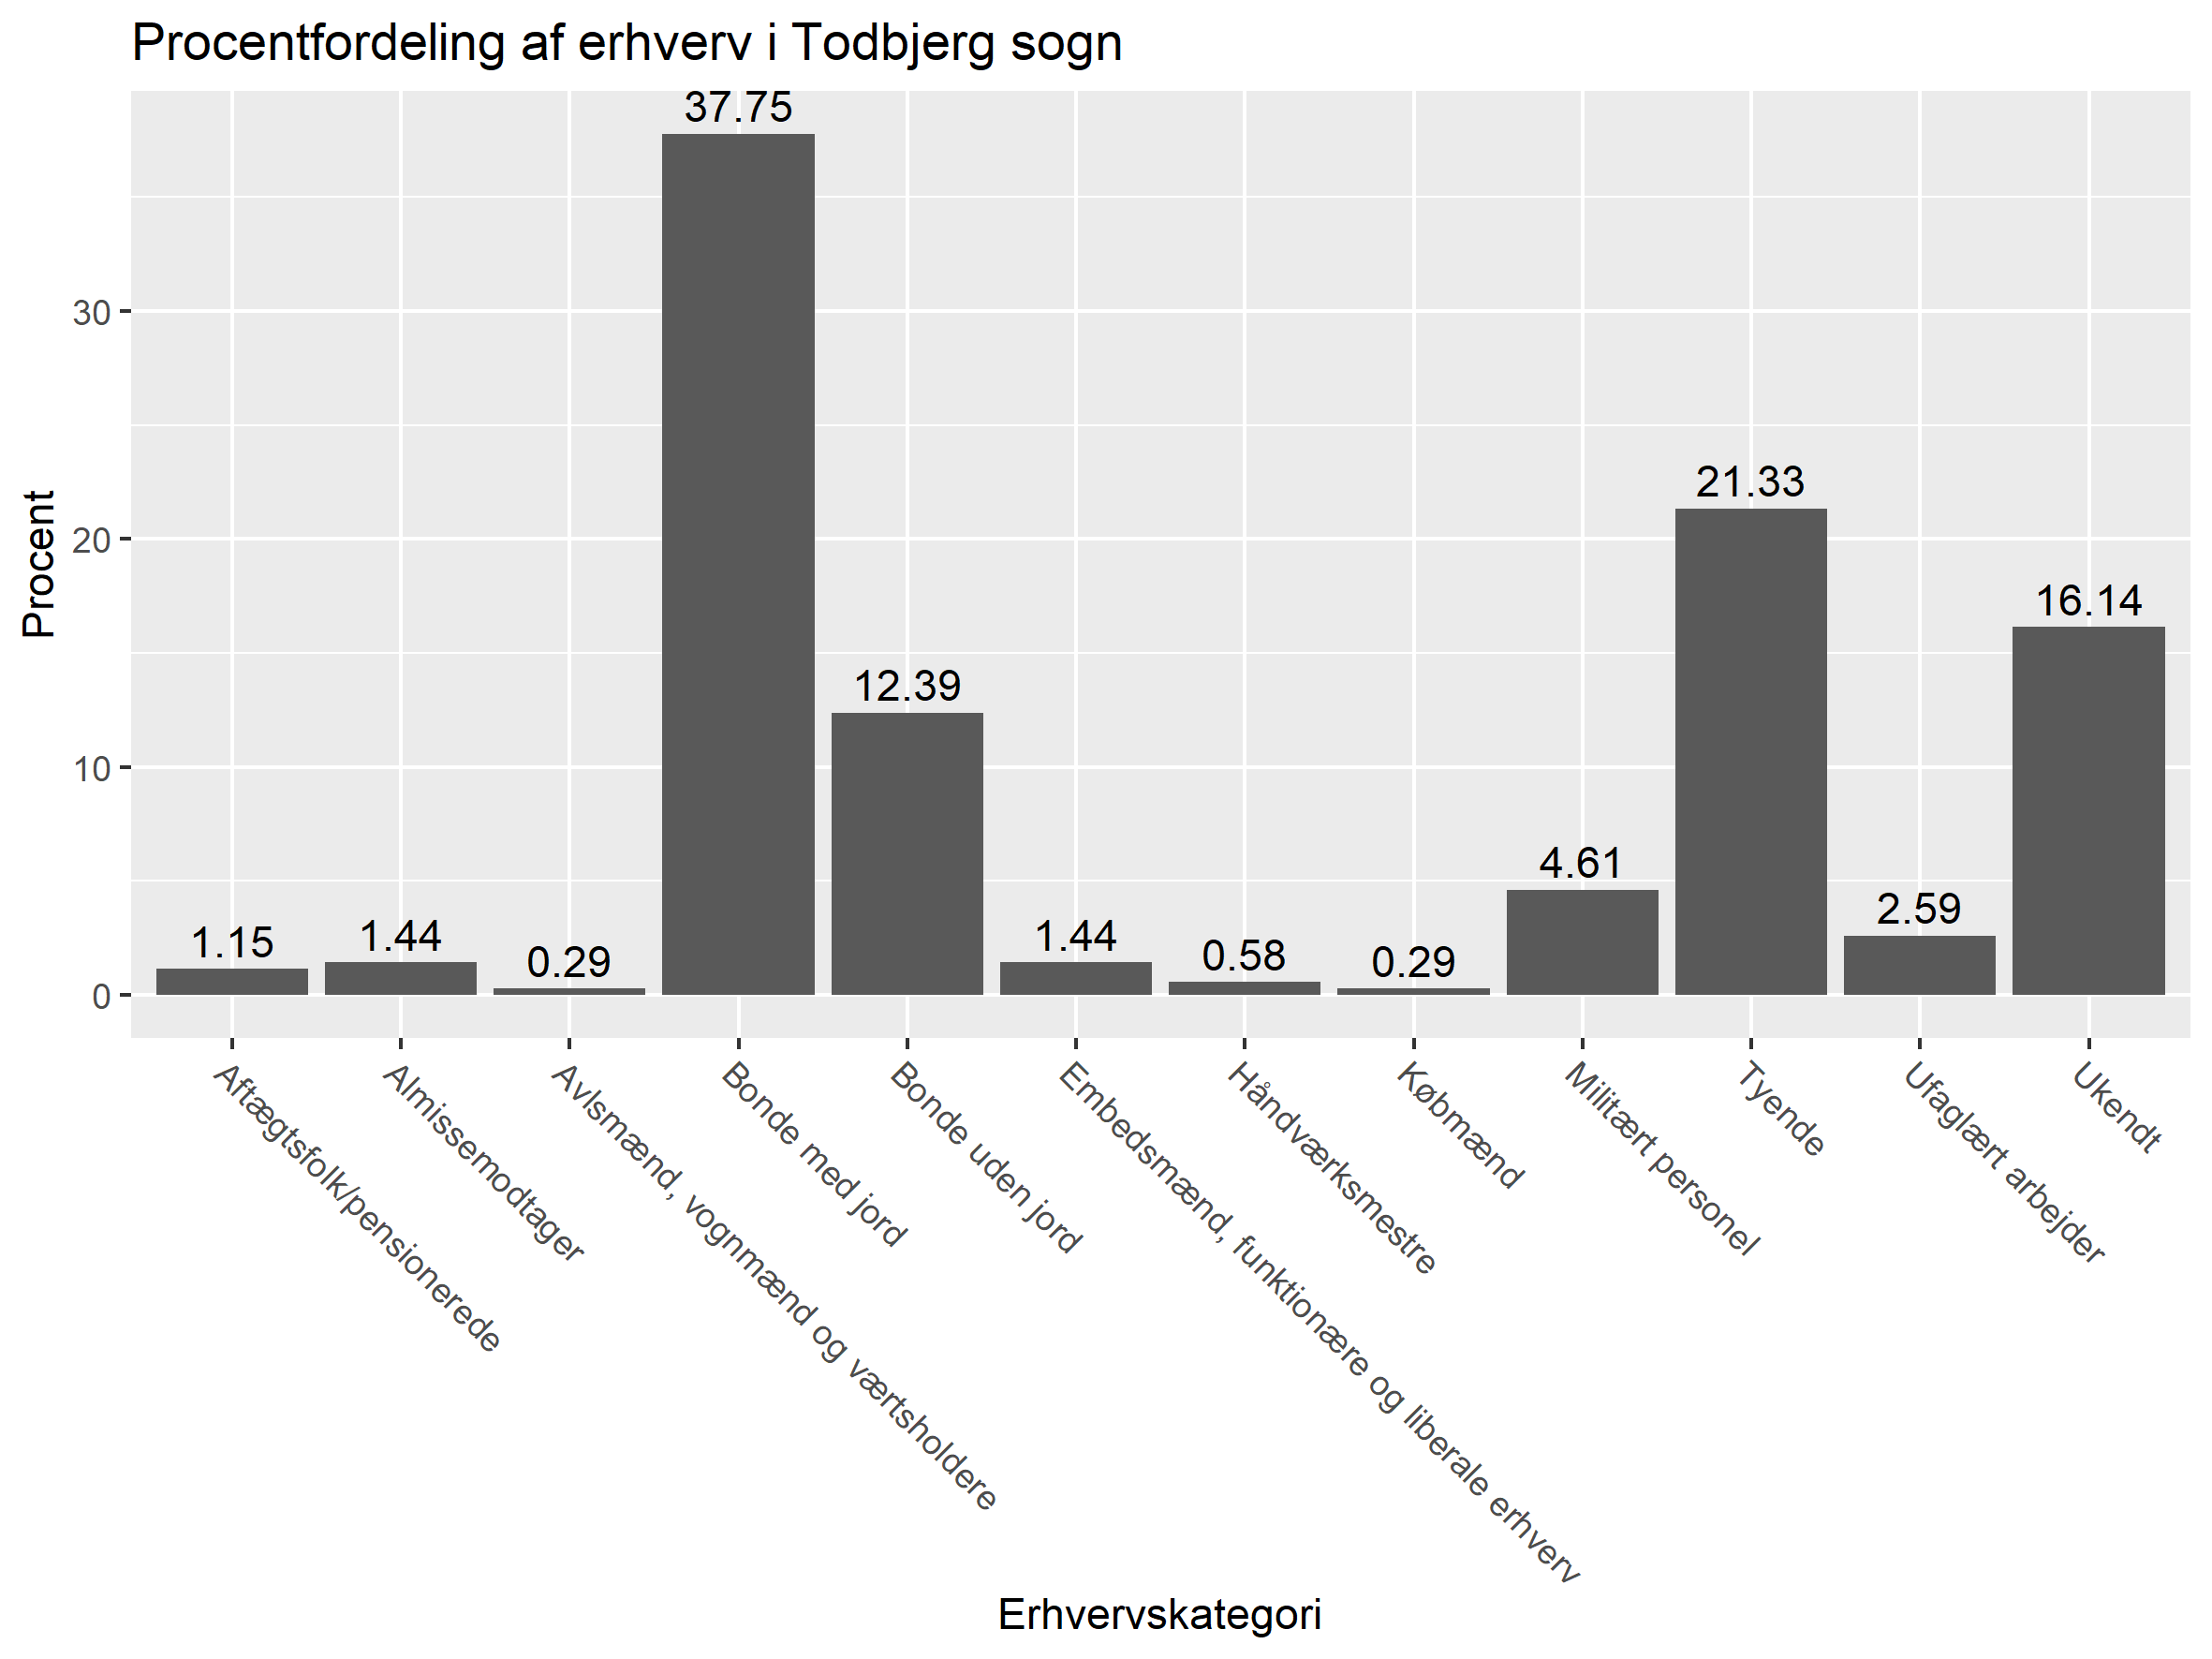 Procentfordeling af erhverv i Todbjerg sogn
37.75
30
21.33
20
16.14
12.39
10
4.61
2.59
1.15
1.44
0.29
1.44
0.58
0.29
0
Procent
Aftægtsfolk/pensionerede
Almissemodtager
Avlsmænd, vognmænd og værtsholdere
Bonde med jord
Bonde uden jord
Embedsmænd, funktionære og liberale erhverv
Håndværksmestre
Købmænd
Militært personel
Tyende
Ufaglært arbejder
Ukendt
Erhvervskategori